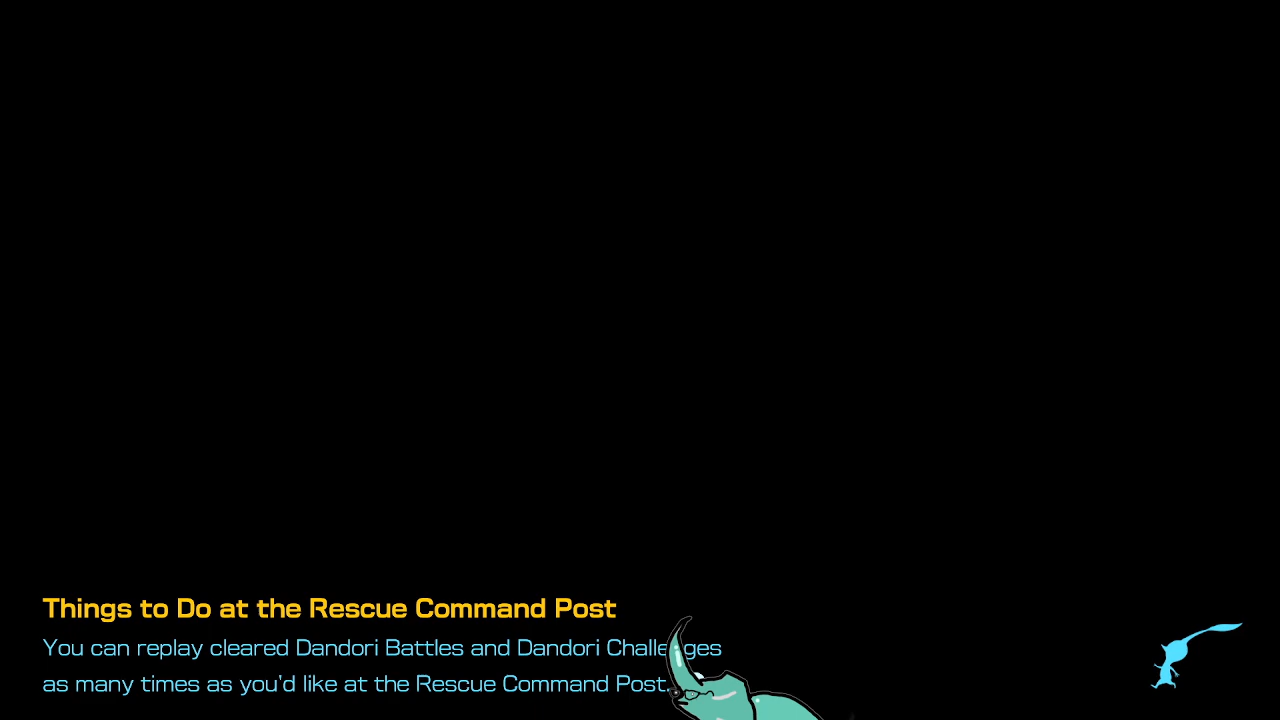 Things to Do at the Rescue Command Post
You can replay cleared Dandori Battles and Dandori Challenges
as many times as you'd like at the Rescue Command Post.